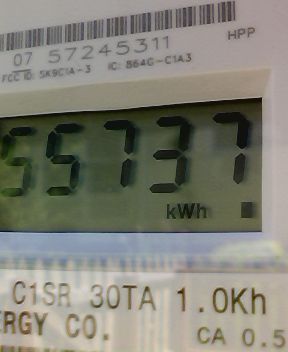 07 57245311
HPP
FCC ID: SK9C1A-3 IC: 864G-C1A3
55737
kWh
C1SR 30TA 1.0Kh
ERGY CO.
CA 0.5